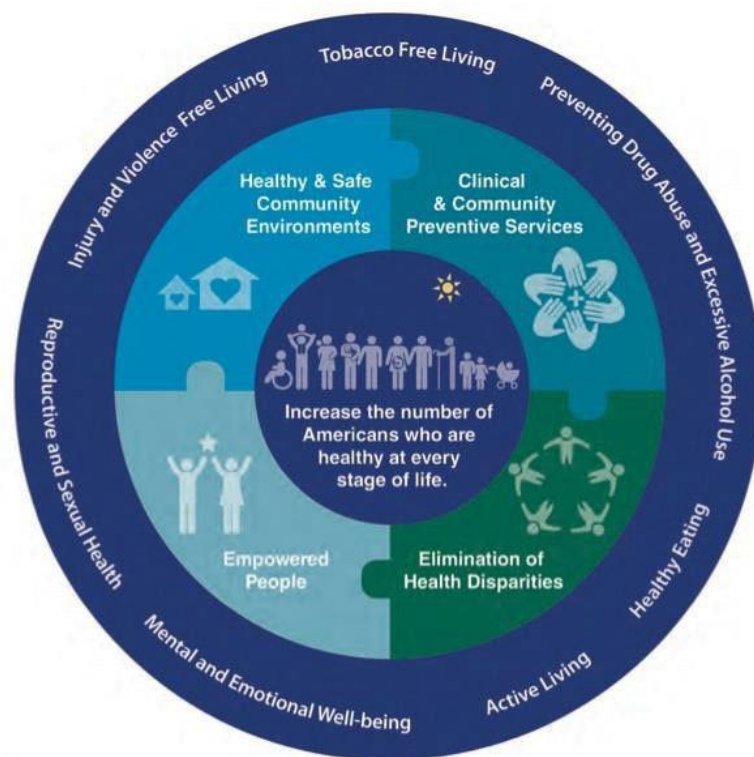 Tobacco Free Living
Preventing Drug Abuse and Excessive Alcohol Use
Healthy Eating
Active Living
Mental and Emotional Well-being
Reproductive and Sexual Health
Injury and Violence Free Living
Healthy & Safe
Community
Environments
Clinical
& Community
Preventive Services
Increase the number of
Americans who are
healthy at every
stage of life.
Empowered
People
Elimination of
Health Disparities